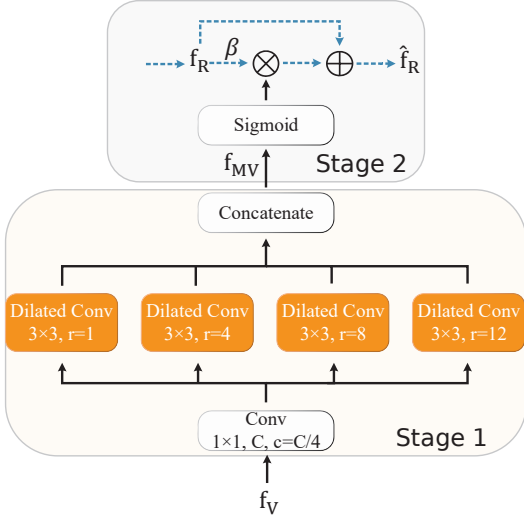 f_R β f̂_R
Sigmoid
f_MV
Stage 2
Concatenate
Dilated Conv
3×3, r=1
Dilated Conv
3×3, r=4
Dilated Conv
3×3, r=8
Dilated Conv
3×3, r=12
Conv
1×1, C, c=C/4
Stage 1
f_V